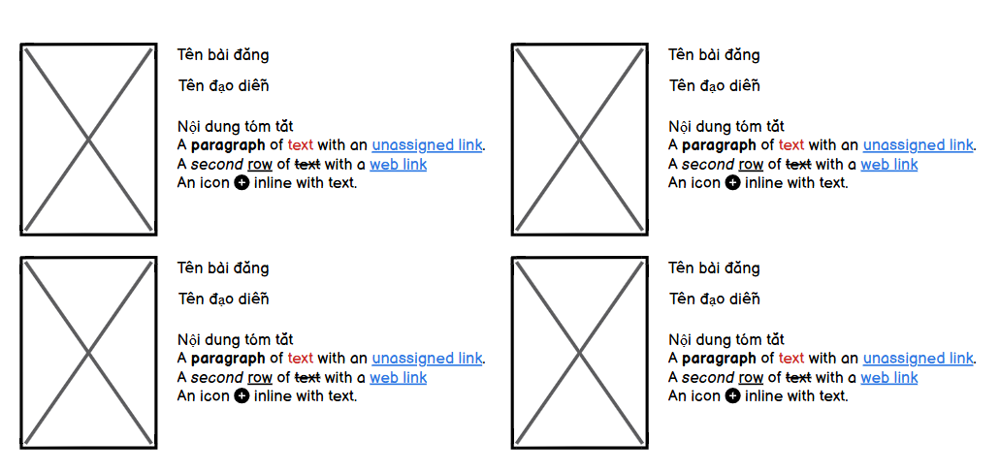 Tên bài đăng
Tên đạo diễn
Nội dung tóm tắt
A paragraph of text with an unassigned link.
A second row of text with a web link
An icon inline with text.
Tên bài đăng
Tên đạo diễn
Nội dung tóm tắt
A paragraph of text with an unassigned link.
A second row of text with a web link
An icon inline with text.
Tên bài đăng
Tên đạo diễn
Nội dung tóm tắt
A paragraph of text with an unassigned link.
A second row of text with a web link
An icon inline with text.
Tên bài đăng
Tên đạo diễn
Nội dung tóm tắt
A paragraph of text with an unassigned link.
A second row of text with a web link
An icon inline with text.